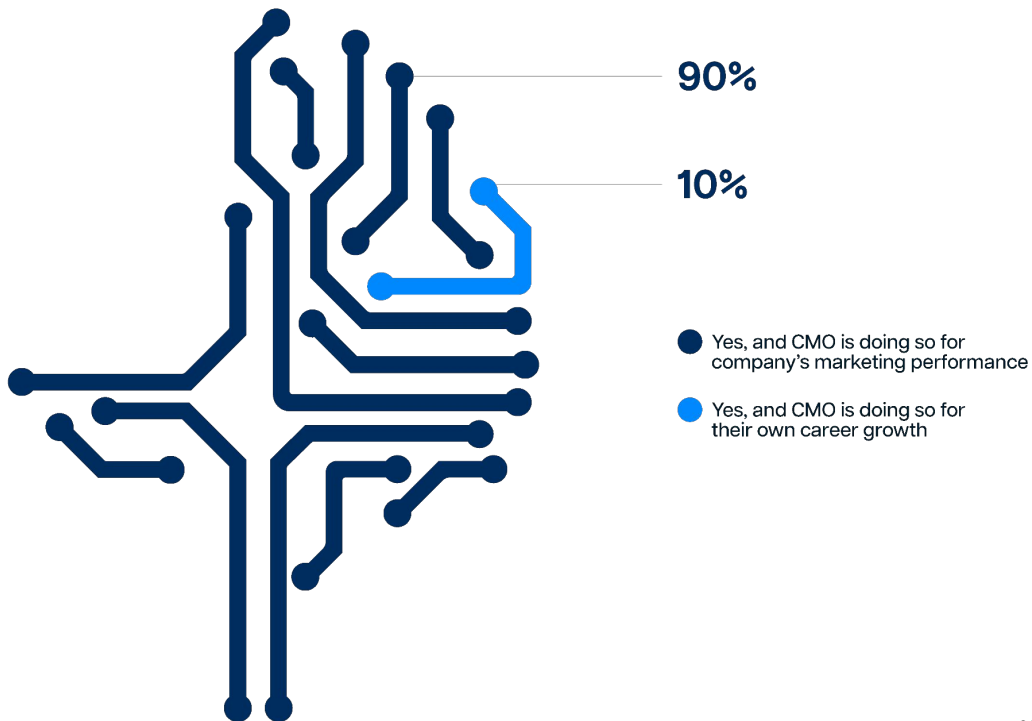 90%
10%
Yes, and CMO is doing so for
company's marketing performance
Yes, and CMO is doing so for
their own career growth